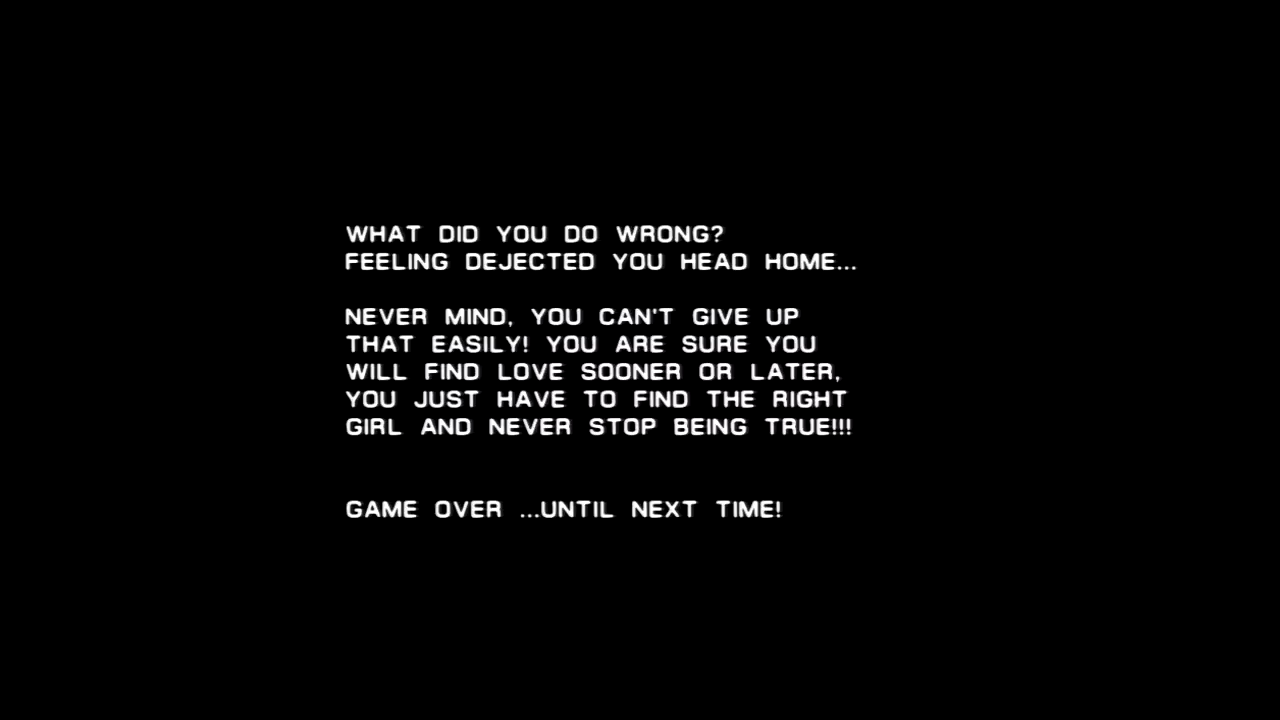 WHAT DID YOU DO WRONG?
FEELING DEJECTED YOU HEAD HOME...
NEVER MIND, YOU CAN'T GIVE UP
THAT EASILY! YOU ARE SURE YOU
WILL FIND LOVE SOONER OR LATER,
YOU JUST HAVE TO FIND THE RIGHT
GIRL AND NEVER STOP BEING TRUE!!!
GAME OVER ...UNTIL NEXT TIME!